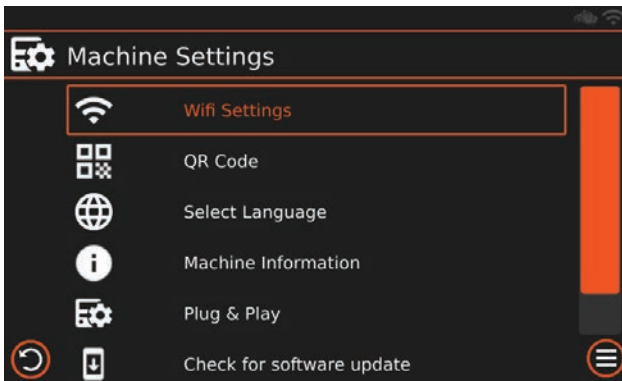 Machine Settings
Wifi Settings
QR Code
Select Language
Machine Information
Plug & Play
Check for software update